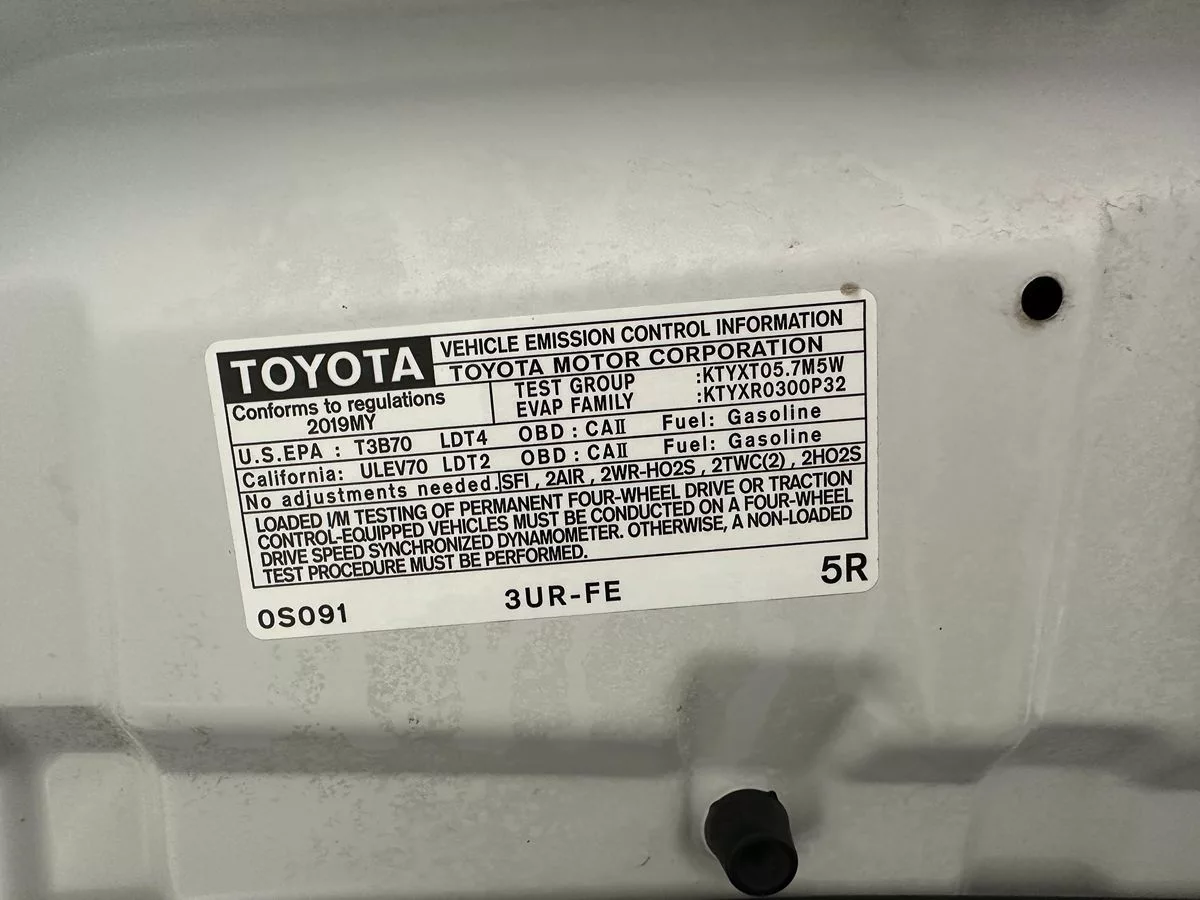 TOYOTA VEHICLE EMISSION CONTROL INFORMATION
TOYOTA MOTOR CORPORATION
Conforms to regulations
2019MY
TEST GROUP :KTYXT05.7M5W
EVAP FAMILY :KTYXR0300P32
U.S.EPA : T3B70 LDT4 OBD : CAⅡ Fuel: Gasoline
California: ULEV70 LDT2 OBD : CAⅡ Fuel: Gasoline
No adjustments needed. SFI , 2AIR , 2WR-HO2S , 2TWC(2) , 2HO2S
LOADED I/M TESTING OF PERMANENT FOUR-WHEEL DRIVE OR TRACTION
CONTROL-EQUIPPED VEHICLES MUST BE CONDUCTED ON A FOUR-WHEEL
DRIVE SPEED SYNCHRONIZED DYNAMOMETER. OTHERWISE, A NON-LOADED
TEST PROCEDURE MUST BE PERFORMED.
0S091 3UR-FE 5R